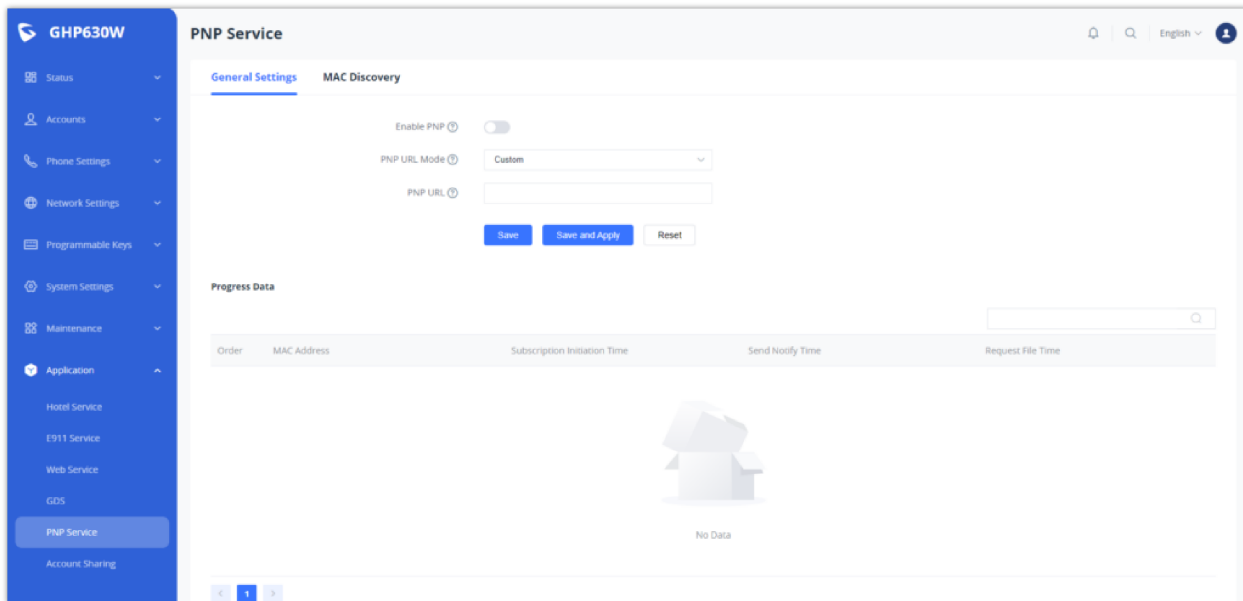 GHP630W
PNP Service
English
Status
General Settings
MAC Discovery
Accounts
Enable PNP
Phone Settings
PNP URL Mode
Custom
Network Settings
PNP URL
Programmable Keys
Save
Save and Apply
Reset
System Settings
Progress Data
Maintenance
Order
MAC Address
Subscription Initiation Time
Send Notify Time
Request File Time
Application
Hotel Service
E911 Service
Web Service
GDS
PNP Service
No Data
Account Sharing
1